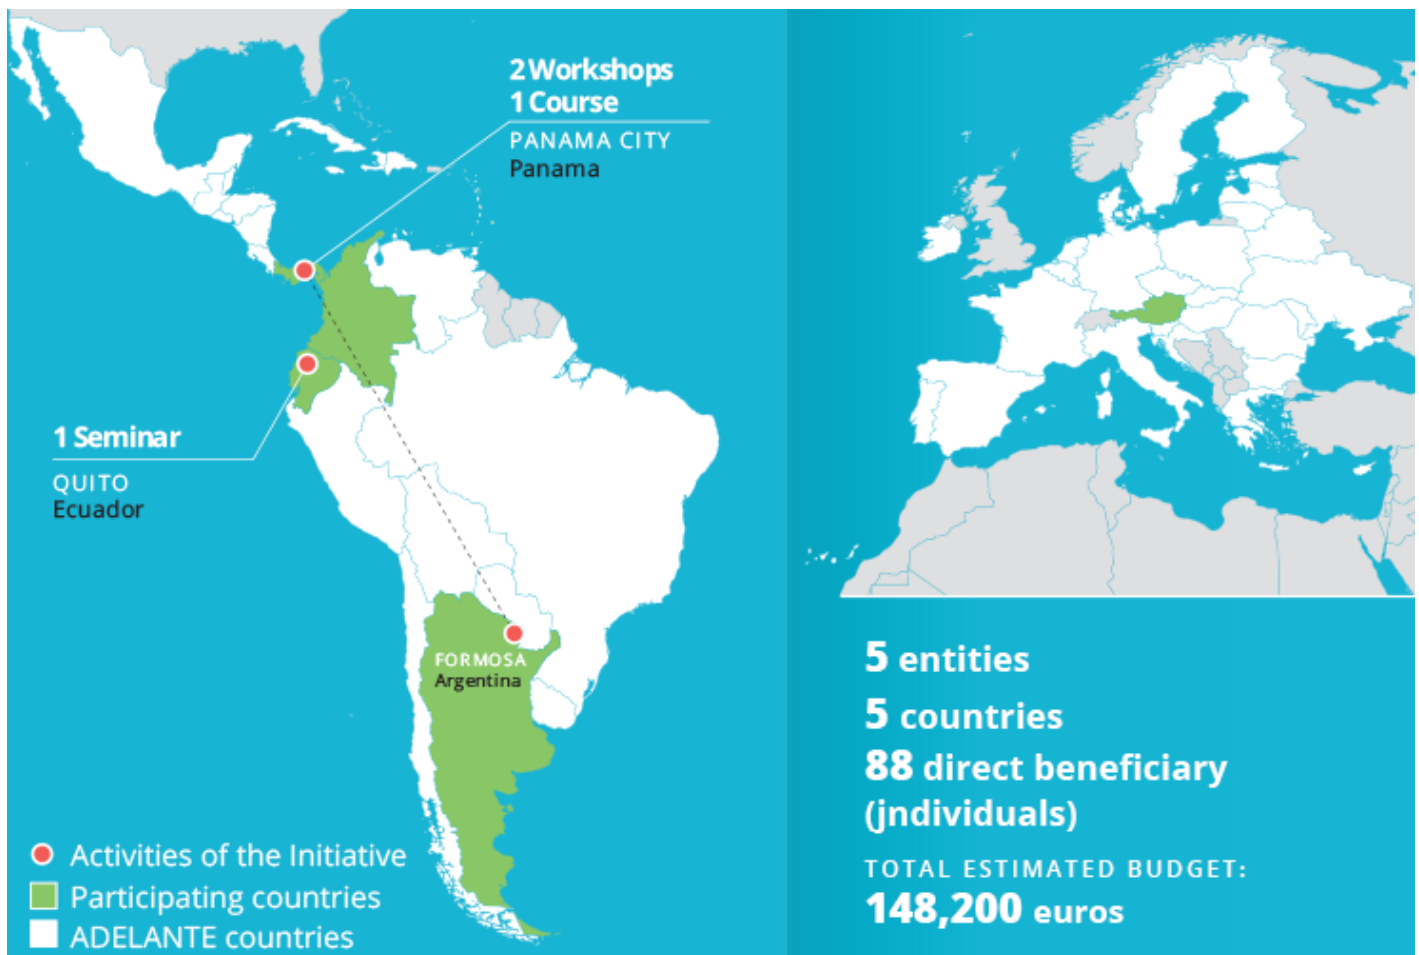 2 Workshops
1 Course
PANAMA CITY
Panama
1 Seminar
QUITO
Ecuador
FORMOSA
Argentina
Activities of the Initiative
Participating countries
ADELANTE countries
5 entities
5 countries
88 direct beneficiary
(jndividuals)
TOTAL ESTIMATED BUDGET:
148,200 euros